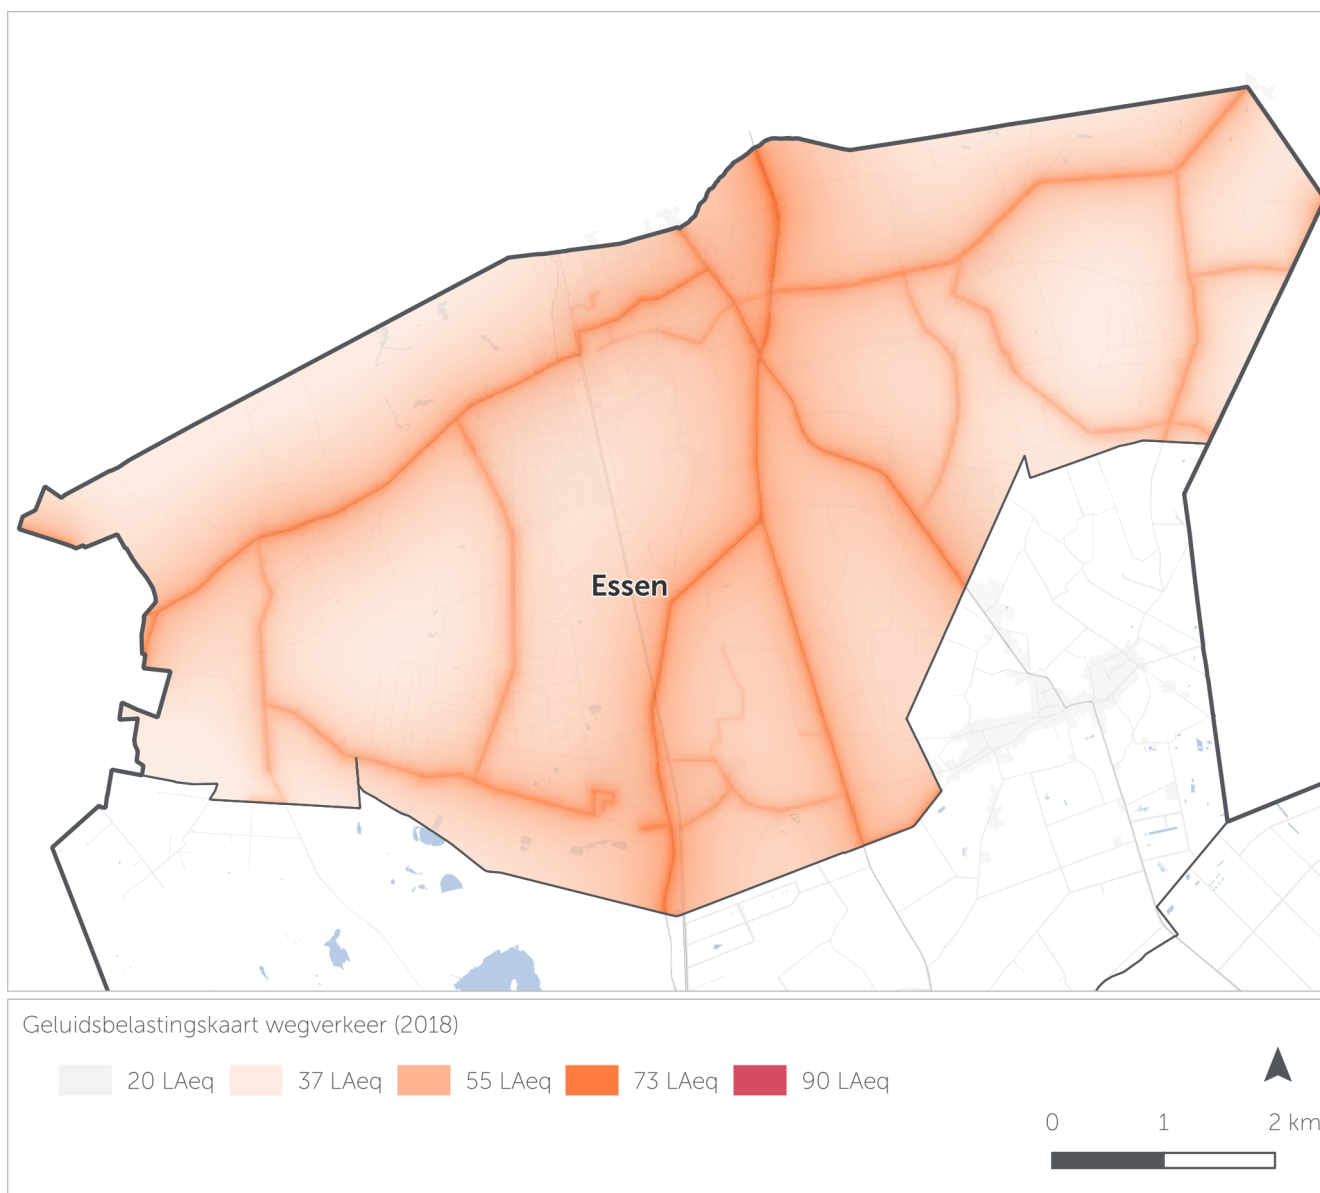 Essen
Geluidsbelastingskaart wegverkeer (2018)
20 LAeq 37 LAeq 55 LAeq 73 LAeq 90 LAeq
0 1 2 km